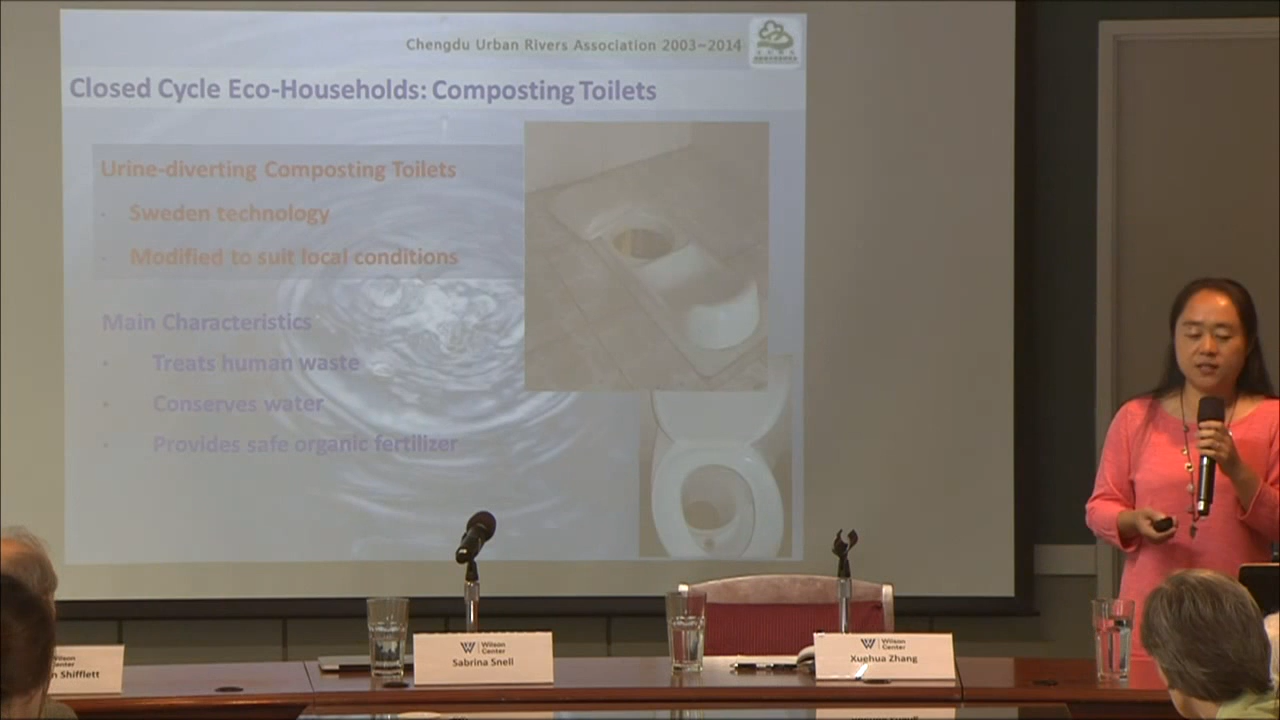 Chengdu Urban Rivers Association 2003-2014
Closed Cycle Eco-Households: Composting Toilets
Urine-diverting Composting Toilets
Sweden technology
Modified to suit local conditions
Main Characteristics
Treats human waste
Conserves water
Provides safe organic fertilizer
Center
n Shifflett
Wilson
Center
Sabrina Snell
Wilson
Center
Xuehua Zhang